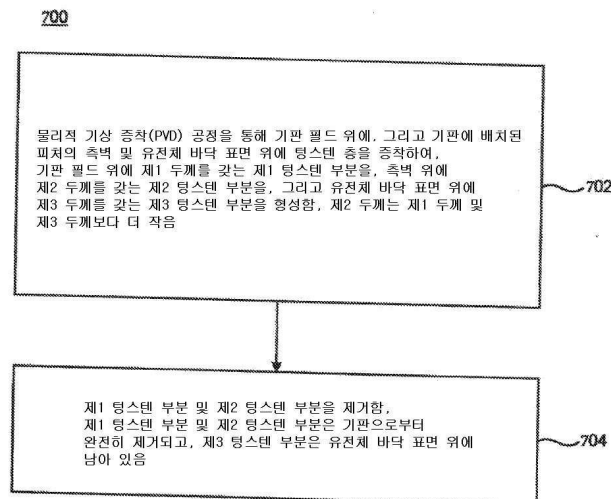 700
물리적 기상 증착(PVD) 공정을 통해 기판 필드 위에, 그리고 기판에 배치된
피처의 측벽 및 유전체 바닥 표면 위에 텅스텐 층을 증착하여,
기판 필드 위에 제1 두께를 갖는 제1 텅스텐 부분을, 측벽 위에
제2 두께를 갖는 제2 텅스텐 부분을, 그리고 유전체 바닥 표면 위에
제3 두께를 갖는 제3 텅스텐 부분을 형성함, 제2 두께는 제1 두께 및
제3 두께보다 더 작음
702
제1 텅스텐 부분 및 제2 텅스텐 부분을 제거함,
제1 텅스텐 부분 및 제2 텅스텐 부분은 기판으로부터
완전히 제거되고, 제3 텅스텐 부분은 유전체 바닥 표면 위에
남아 있음
704